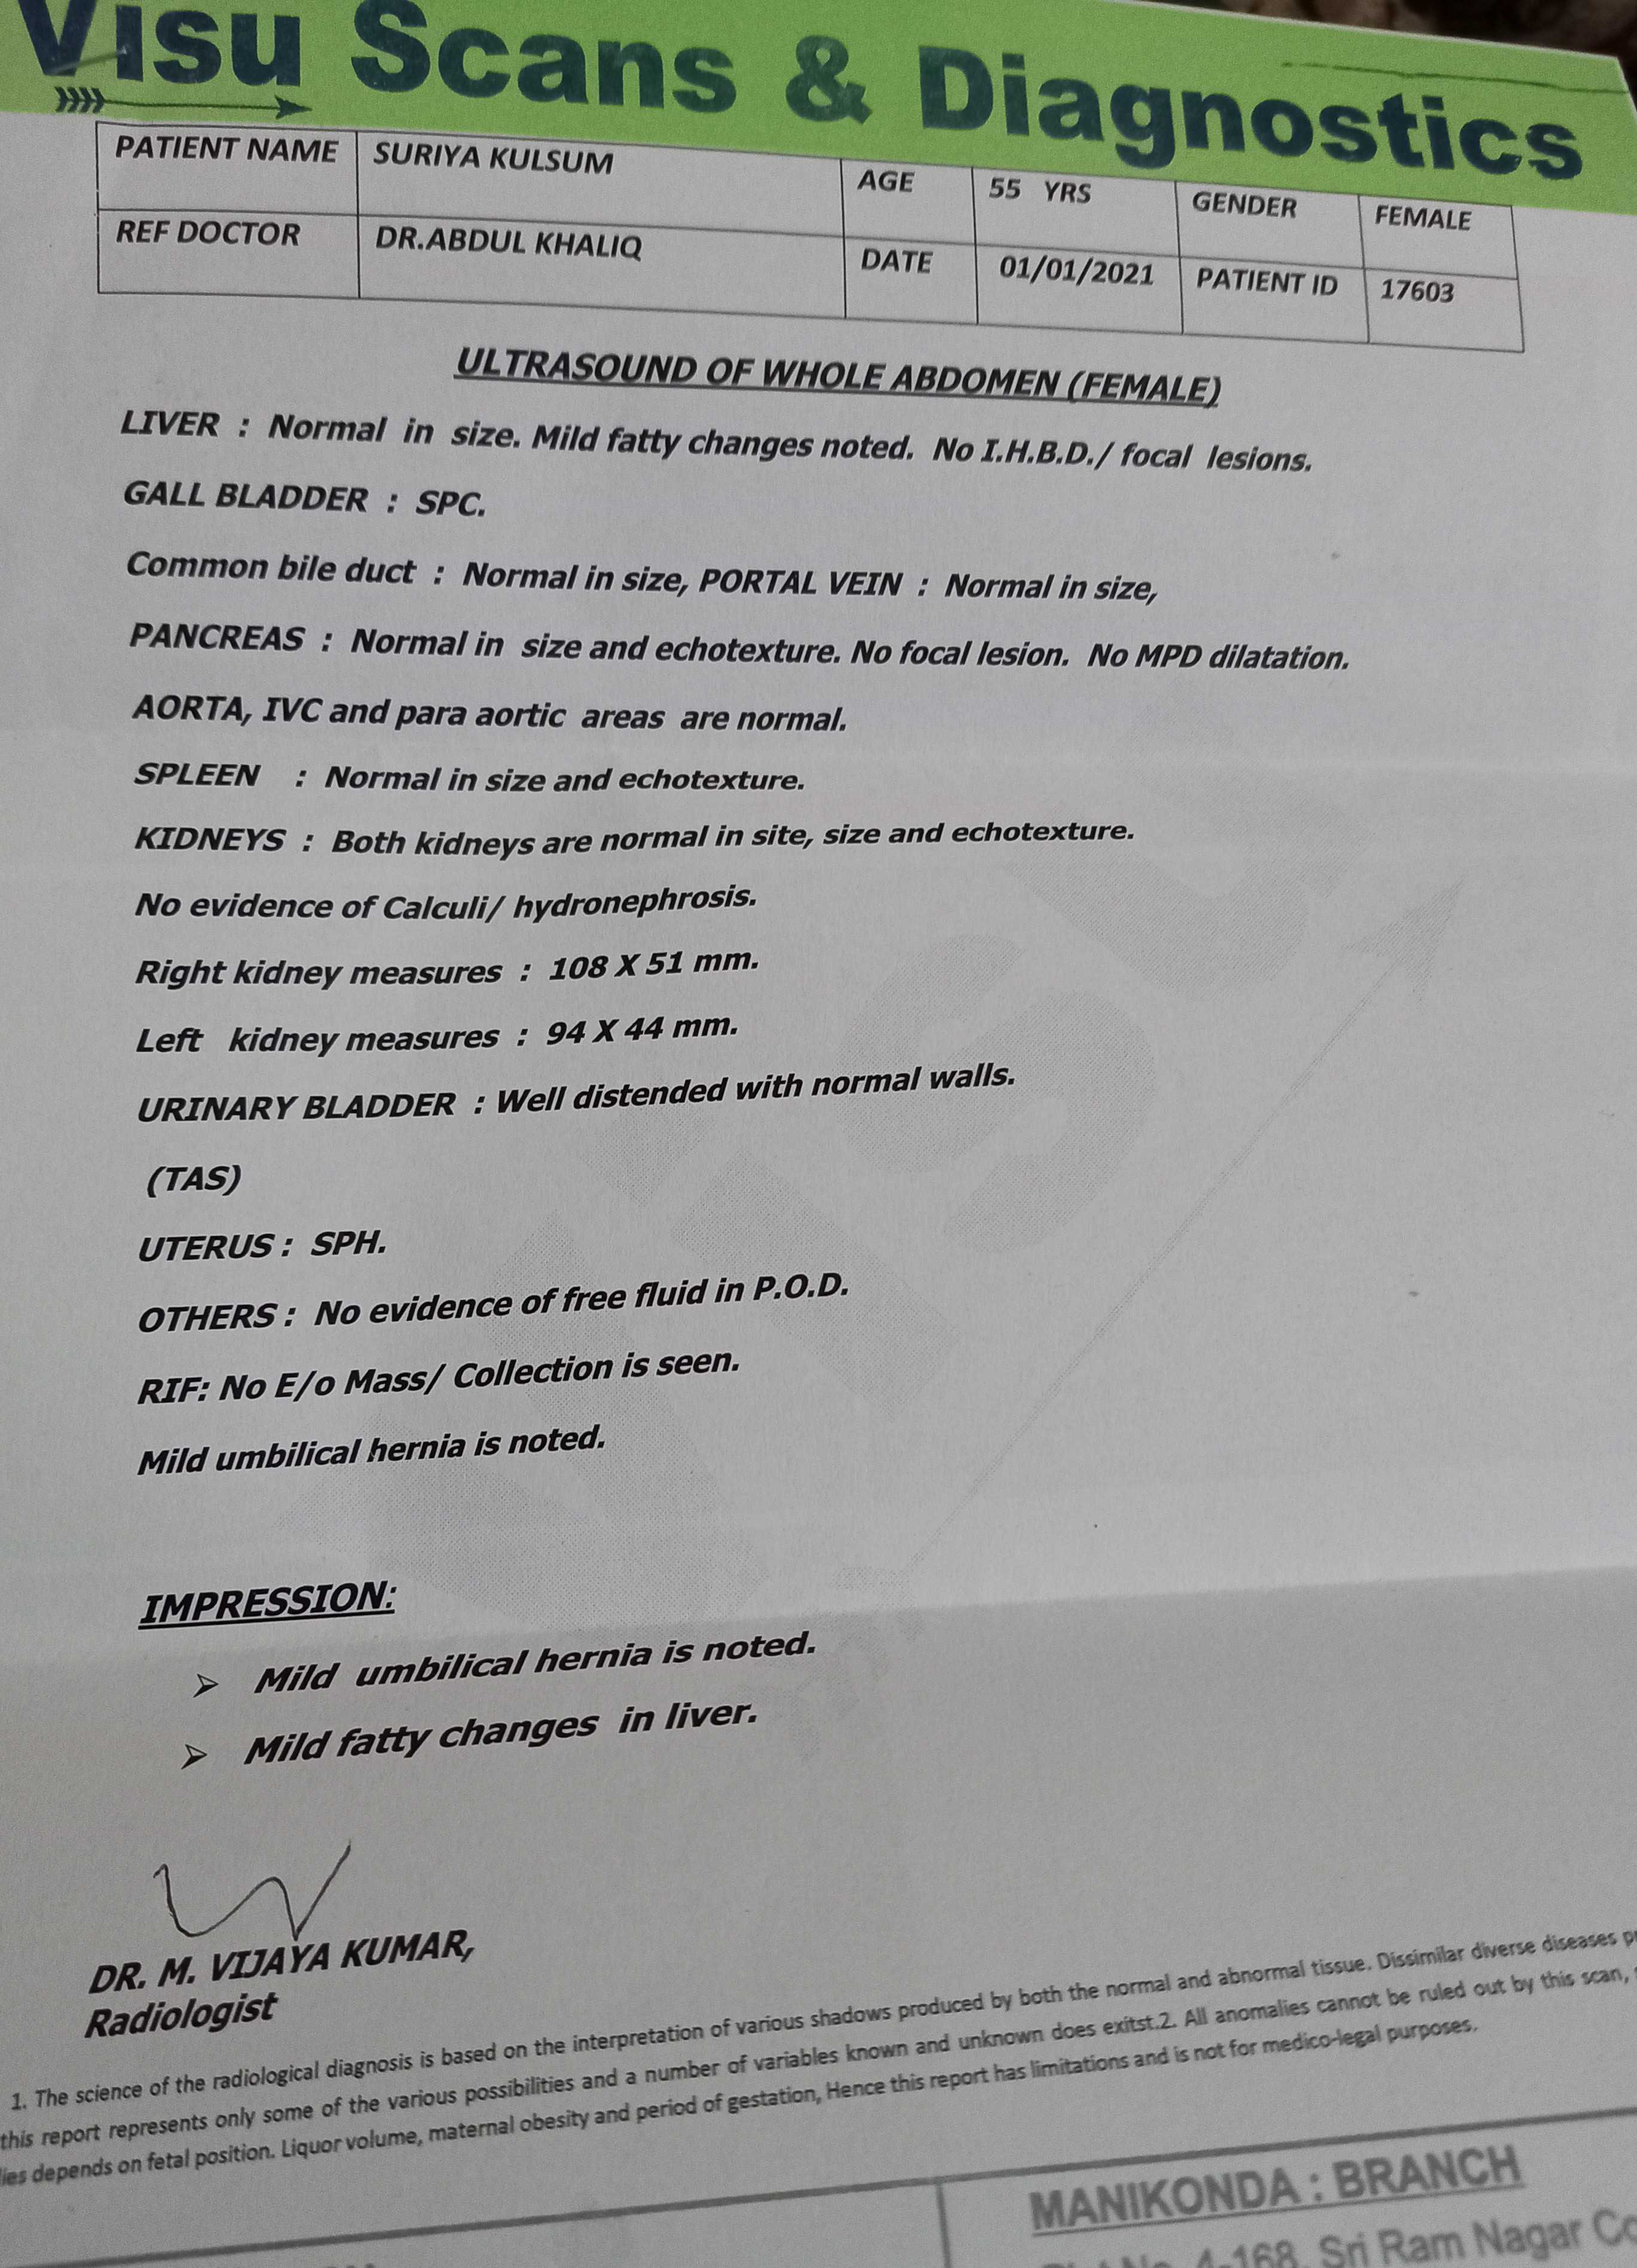 Visu Scans & Diagnostics
PATIENT NAME SURIYA KULSUM AGE 55 YRS GENDER FEMALE
REF DOCTOR DR.ABDUL KHALIQ DATE 01/01/2021 PATIENT ID 17603
ULTRASOUND OF WHOLE ABDOMEN (FEMALE)
LIVER : Normal in size. Mild fatty changes noted. No I.H.B.D./ focal lesions.
GALL BLADDER : SPC.
Common bile duct : Normal in size, PORTAL VEIN : Normal in size,
PANCREAS : Normal in size and echotexture. No focal lesion. No MPD dilatation.
AORTA, IVC and para aortic areas are normal.
SPLEEN : Normal in size and echotexture.
KIDNEYS : Both kidneys are normal in site, size and echotexture.
No evidence of Calculi/ hydronephrosis.
Right kidney measures : 108 X 51 mm.
Left kidney measures : 94 X 44 mm.
URINARY BLADDER : Well distended with normal walls.
(TAS)
UTERUS : SPH.
OTHERS : No evidence of free fluid in P.O.D.
RIF: No E/o Mass/ Collection is seen.
Mild umbilical hernia is noted.
IMPRESSION:
➢ Mild umbilical hernia is noted.
➢ Mild fatty changes in liver.
DR. M. VIJAYA KUMAR,
Radiologist
1. The science of the radiological diagnosis is based on the interpretation of various shadows produced by both the normal and abnormal tissue. Dissimilar diverse diseases
this report represents only some of the various possibilities and a number of variables known and unknown does exitst.2. All anomalies cannot be ruled out by this scan,
depends on fetal position. Liquor volume, maternal obesity and period of gestation, Hence this report has limitations and is not for medico-legal purposes.
MANIKONDA : BRANCH
4-168, Sri Ram Nagar